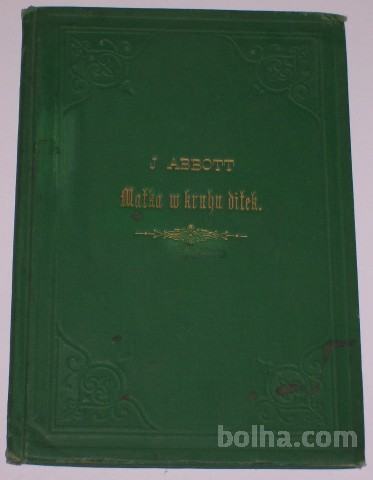 J ABBOTT
Matka w kruhu dítek.
bolha.com